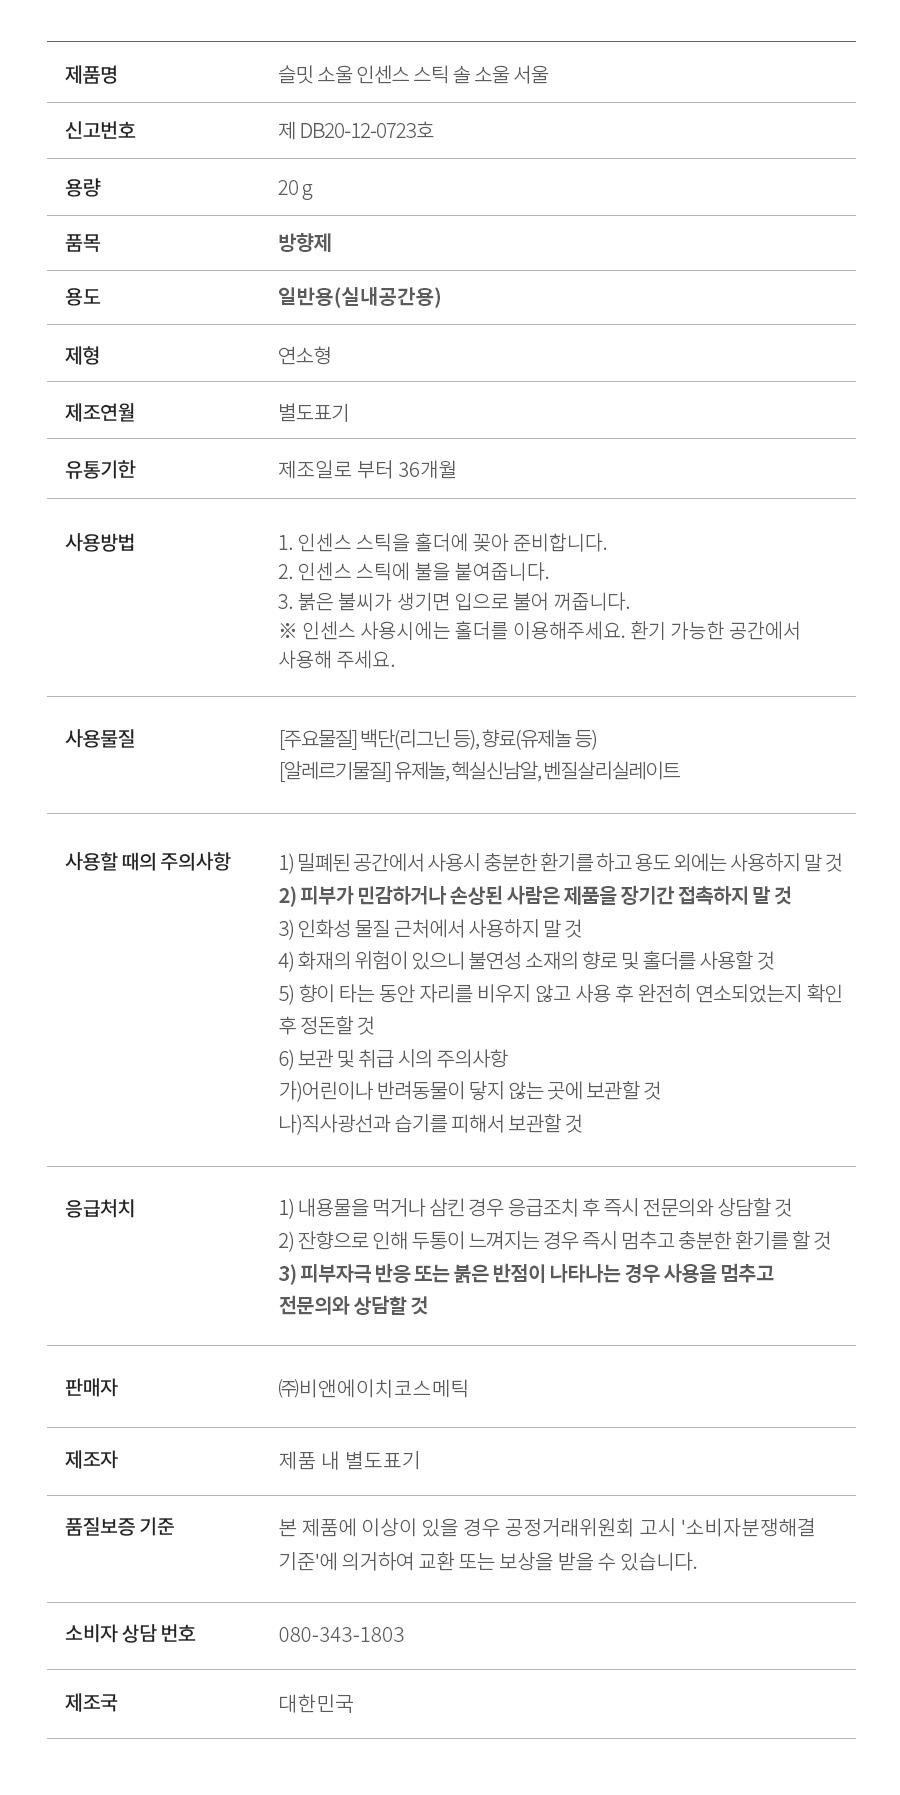 제품명 슬밋 소울 인센스 스틱 솔 소울 서울
신고번호 제 DB20-12-0723호
용량 20 g
품목 방향제
용도 일반용(실내공간용)
제형 연소형
제조연월 별도표기
유통기한 제조일로 부터 36개월
사용방법 1. 인센스 스틱을 홀더에 꽂아 준비합니다.
2. 인센스 스틱에 불을 붙여줍니다.
3. 붉은 불씨가 생기면 입으로 불어 꺼줍니다.
※ 인센스 사용시에는 홀더를 이용해주세요. 환기 가능한 공간에서
사용해 주세요.
사용물질 [주요물질] 백단(리그닌 등), 향료(유제놀 등)
[알레르기물질] 유제놀, 헥실신남알, 벤질살리실레이트
사용할 때의 주의사항 1) 밀폐된 공간에서 사용시 충분한 환기를 하고 용도 외에는 사용하지 말 것
2) 피부가 민감하거나 손상된 사람은 제품을 장기간 접촉하지 말 것
3) 인화성 물질 근처에서 사용하지 말 것
4) 화재의 위험이 있으니 불연성 소재의 향로 및 홀더를 사용할 것
5) 향이 타는 동안 자리를 비우지 않고 사용 후 완전히 연소되었는지 확인
후 정돈할 것
6) 보관 및 취급 시의 주의사항
가)어린이나 반려동물이 닿지 않는 곳에 보관할 것
나)직사광선과 습기를 피해서 보관할 것
응급처치 1) 내용물을 먹거나 삼킨 경우 응급조치 후 즉시 전문의와 상담할 것
2) 잔향으로 인해 두통이 느껴지는 경우 즉시 멈추고 충분한 환기를 할 것
3) 피부자극 반응 또는 붉은 반점이 나타나는 경우 사용을 멈추고
전문의와 상담할 것
판매자 ㈜비앤에이치코스메틱
제조자 제품 내 별도표기
품질보증 기준 본 제품에 이상이 있을 경우 공정거래위원회 고시 '소비자분쟁해결
기준'에 의거하여 교환 또는 보상을 받을 수 있습니다.
소비자 상담 번호 080-343-1803
제조국 대한민국